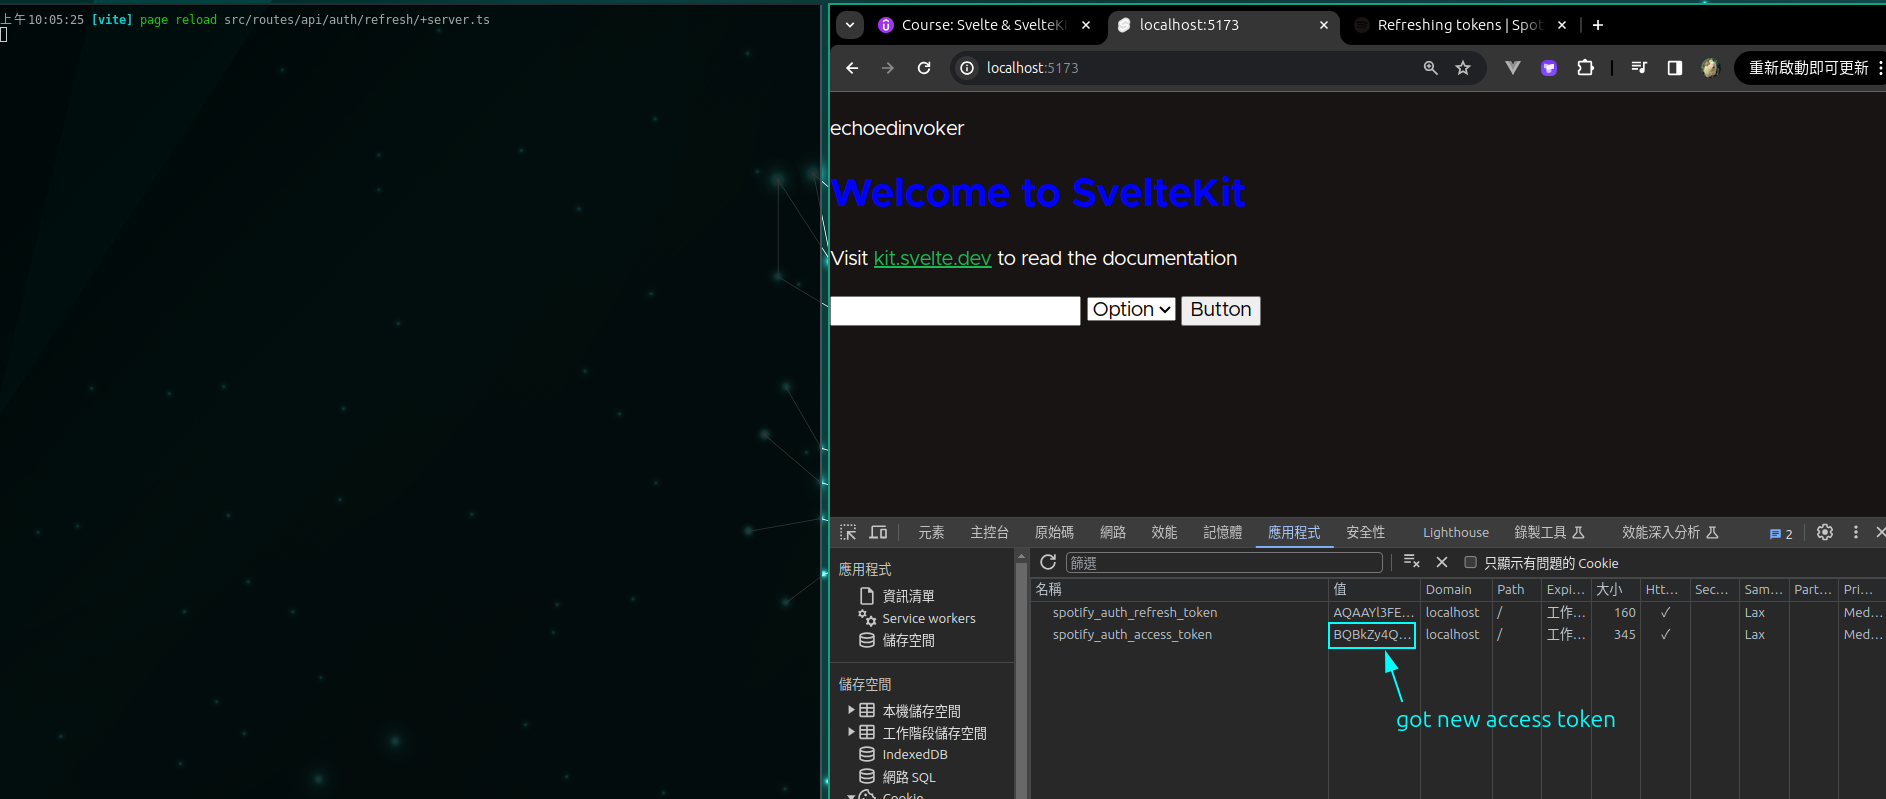 上午10:05:25 [vite] page reload src/routes/api/auth/refresh/+server.ts
Course: Svelte & SvelteKi
localhost:5173
Refreshing tokens | Spot
localhost:5173
重新啟動即可更新
echoedinvoker
Welcome to SvelteKit
Visit kit.svelte.dev to read the documentation
Option
Button
元素 主控台 原始碼 網路 效能 記憶體 應用程式 安全性 Lighthouse 錄製工具 效能深入分析 2
應用程式
資訊清單
Service workers
儲存空間
儲存空間
本機儲存空間
工作階段儲存空間
IndexedDB
網路 SQL
Cookie
篩選 只顯示有問題的 Cookie
名稱 值 Domain Path Expi... 大小 Htt... Sec... Sam... Part... Pri...
spotify_auth_refresh_token AQAAYl3FE... localhost / 工作... 160 ✓ Lax Med...
spotify_auth_access_token BQBkZy4Q... localhost / 工作... 345 ✓ Lax Med...
got new access token